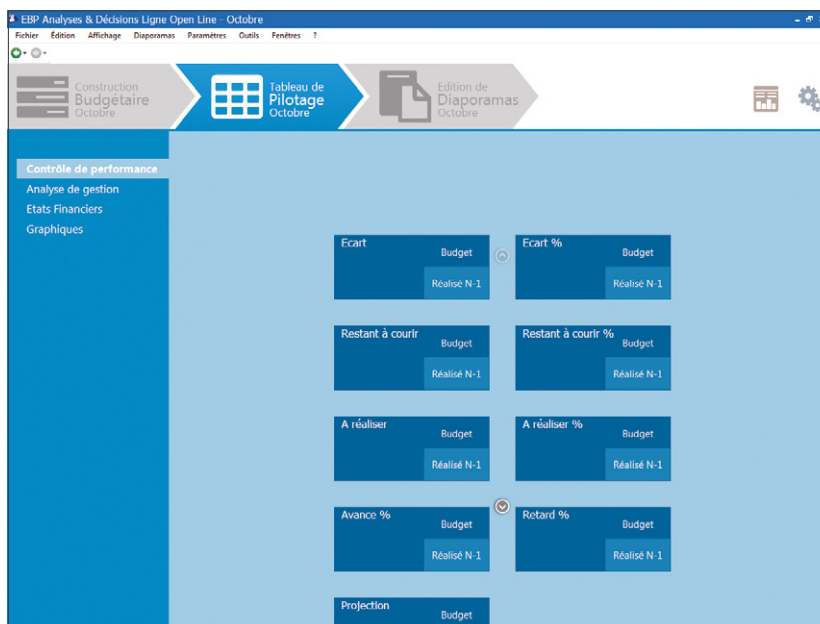 EBP Analyses & Décisions Ligne Open Line - Octobre
Fichier Édition Affichage Diaporamas Paramètres Outils Fenêtres ?
Construction
Budgétaire
Octobre
Tableau de
Pilotage
Octobre
Edition de
Diaporamas
Octobre
Contrôle de performance
Analyse de gestion
Etats Financiers
Graphiques
Ecart
Budget
Réalisé N-1
Ecart %
Budget
Réalisé N-1
Restant à courir
Budget
Réalisé N-1
Restant à courir %
Budget
Réalisé N-1
A réaliser
Budget
Réalisé N-1
A réaliser %
Budget
Réalisé N-1
Avance %
Budget
Réalisé N-1
Retard %
Budget
Réalisé N-1
Projection
Budget